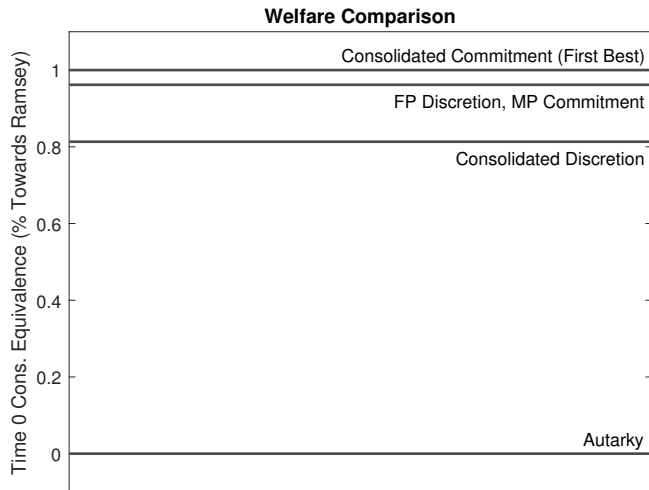 Welfare Comparison
Time 0 Cons. Equivalence (% Towards Ramsey)
Consolidated Commitment (First Best)
1
FP Discretion, MP Commitment
0.8
Consolidated Discretion
0.6
0.4
0.2
Autarky
0